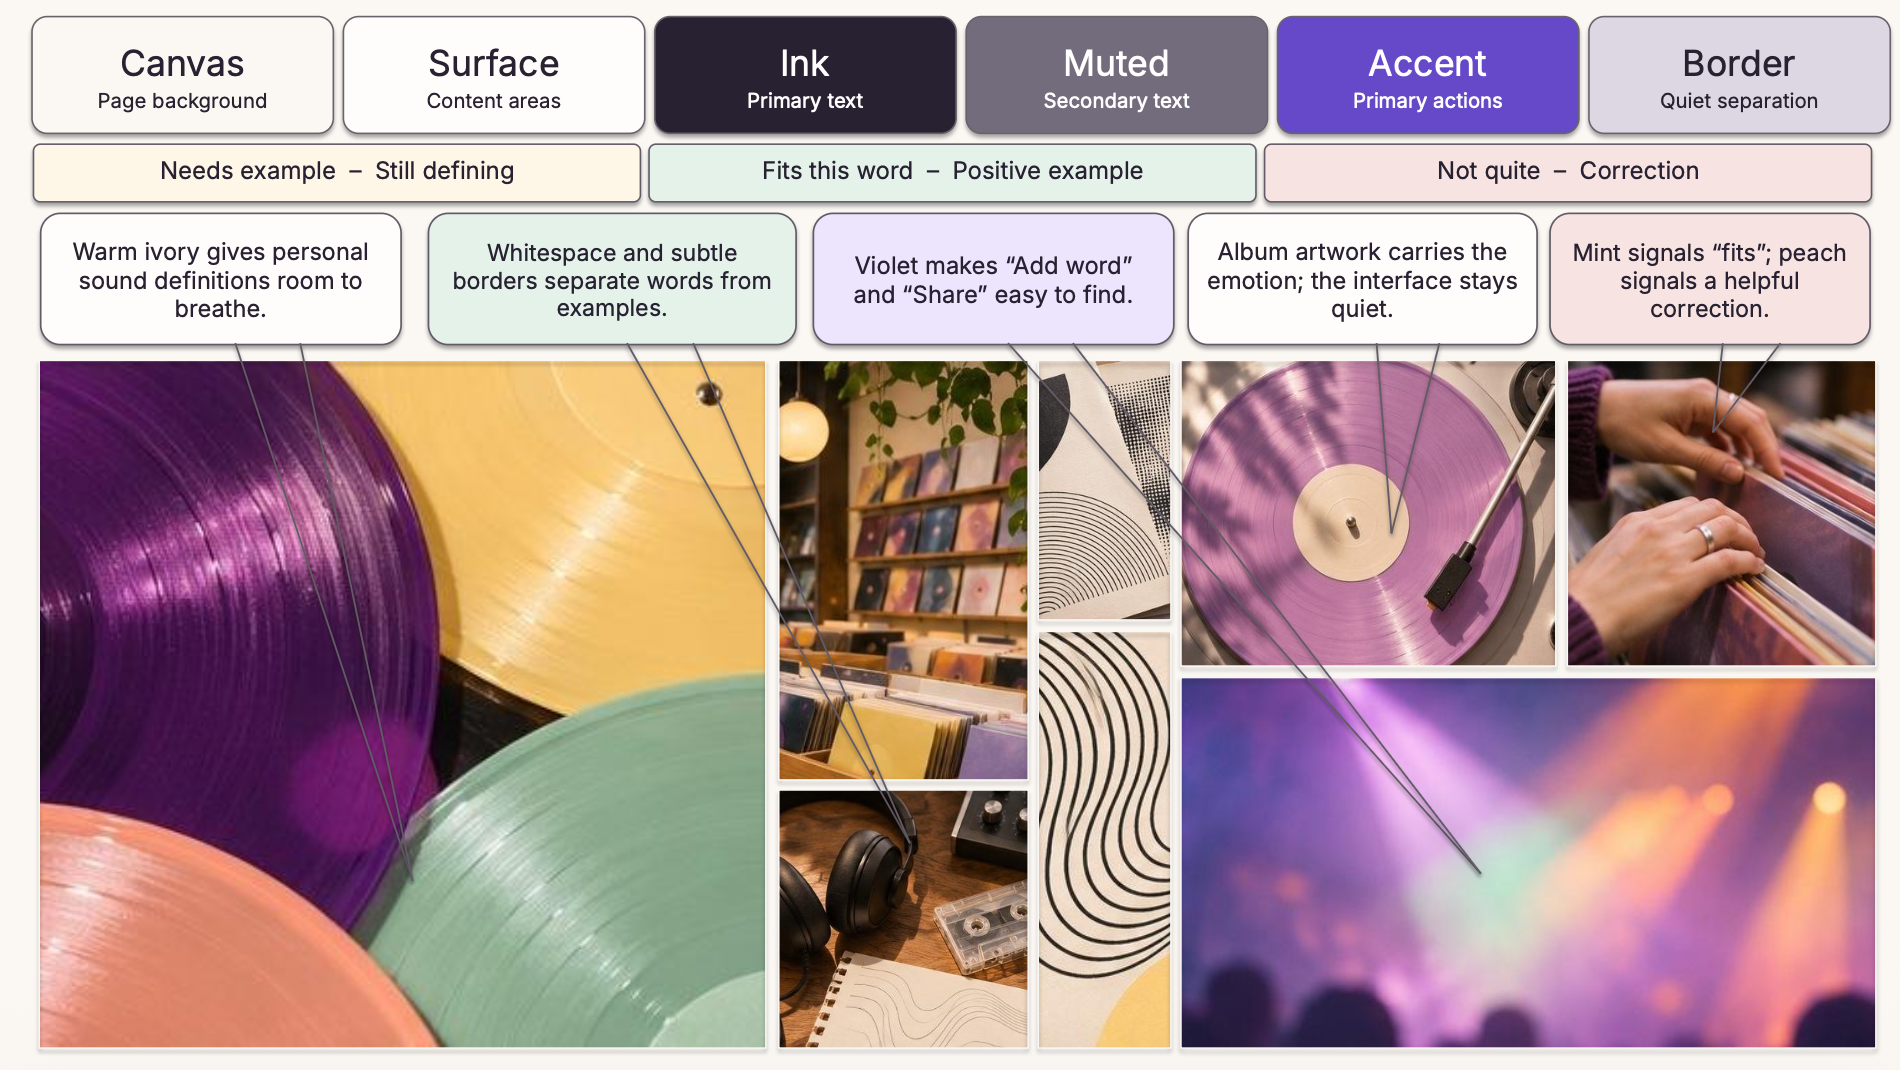 Canvas
Page background
Surface
Content areas
Ink
Primary text
Muted
Secondary text
Accent
Primary actions
Border
Quiet separation
Needs example – Still defining
Fits this word – Positive example
Not quite – Correction
Warm ivory gives personal
sound definitions room to
breathe.
Whitespace and subtle
borders separate words from
examples.
Violet makes “Add word”
and “Share” easy to find.
Album artwork carries the
emotion; the interface stays
quiet.
Mint signals “fits”; peach
signals a helpful
correction.